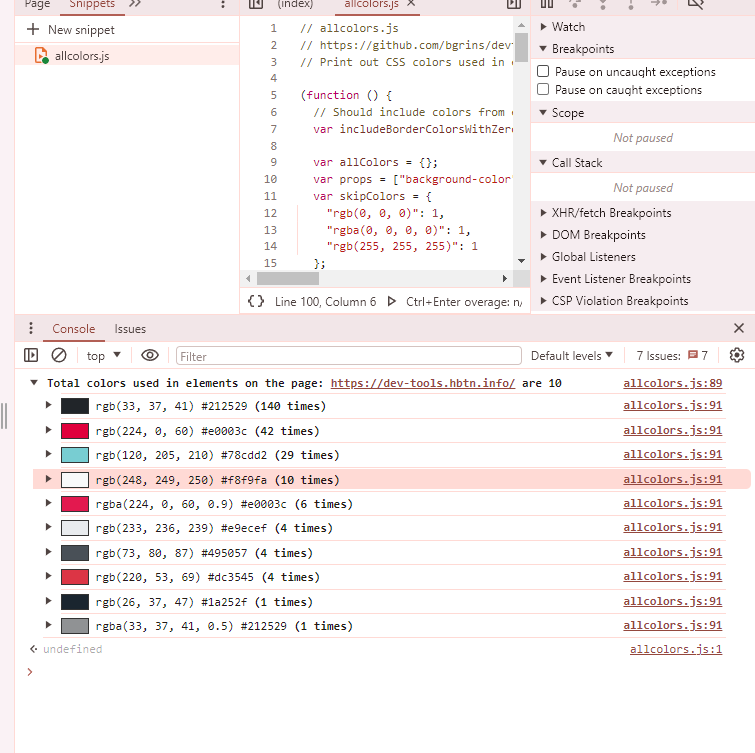 Page Snippets
(index) allcolors.js
New snippet
allcolors.js
1 // allcolors.js
2 // https://github.com/bgrins/dev
3 // Print out CSS colors used in
4
5 (function () {
6 // Should include colors from
7 var includeBorderColorsWithZer
8
9 var allColors = {};
10 var props = ["background-color"
11 var skipColors = {
12 "rgb(0, 0, 0)": 1,
13 "rgba(0, 0, 0, 0)": 1,
14 "rgb(255, 255, 255)": 1
15 };
{} Line 100, Column 6 Ctrl+Enter overage: n/
Watch
Breakpoints
Pause on uncaught exceptions
Pause on caught exceptions
Scope
Not paused
Call Stack
Not paused
XHR/fetch Breakpoints
DOM Breakpoints
Global Listeners
Event Listener Breakpoints
CSP Violation Breakpoints
Console Issues
top Filter Default levels 7 Issues: 7
Total colors used in elements on the page: https://dev-tools.hbtn.info/ are 10 allcolors.js:89
rgb(33, 37, 41) #212529 (140 times) allcolors.js:91
rgb(224, 0, 60) #e0003c (42 times) allcolors.js:91
rgb(120, 205, 210) #78cdd2 (29 times) allcolors.js:91
rgb(248, 249, 250) #f8f9fa (10 times) allcolors.js:91
rgba(224, 0, 60, 0.9) #e0003c (6 times) allcolors.js:91
rgb(233, 236, 239) #e9ecef (4 times) allcolors.js:91
rgb(73, 80, 87) #495057 (4 times) allcolors.js:91
rgb(220, 53, 69) #dc3545 (4 times) allcolors.js:91
rgb(26, 37, 47) #1a252f (1 times) allcolors.js:91
rgba(33, 37, 41, 0.5) #212529 (1 times) allcolors.js:91
undefined allcolors.js:1